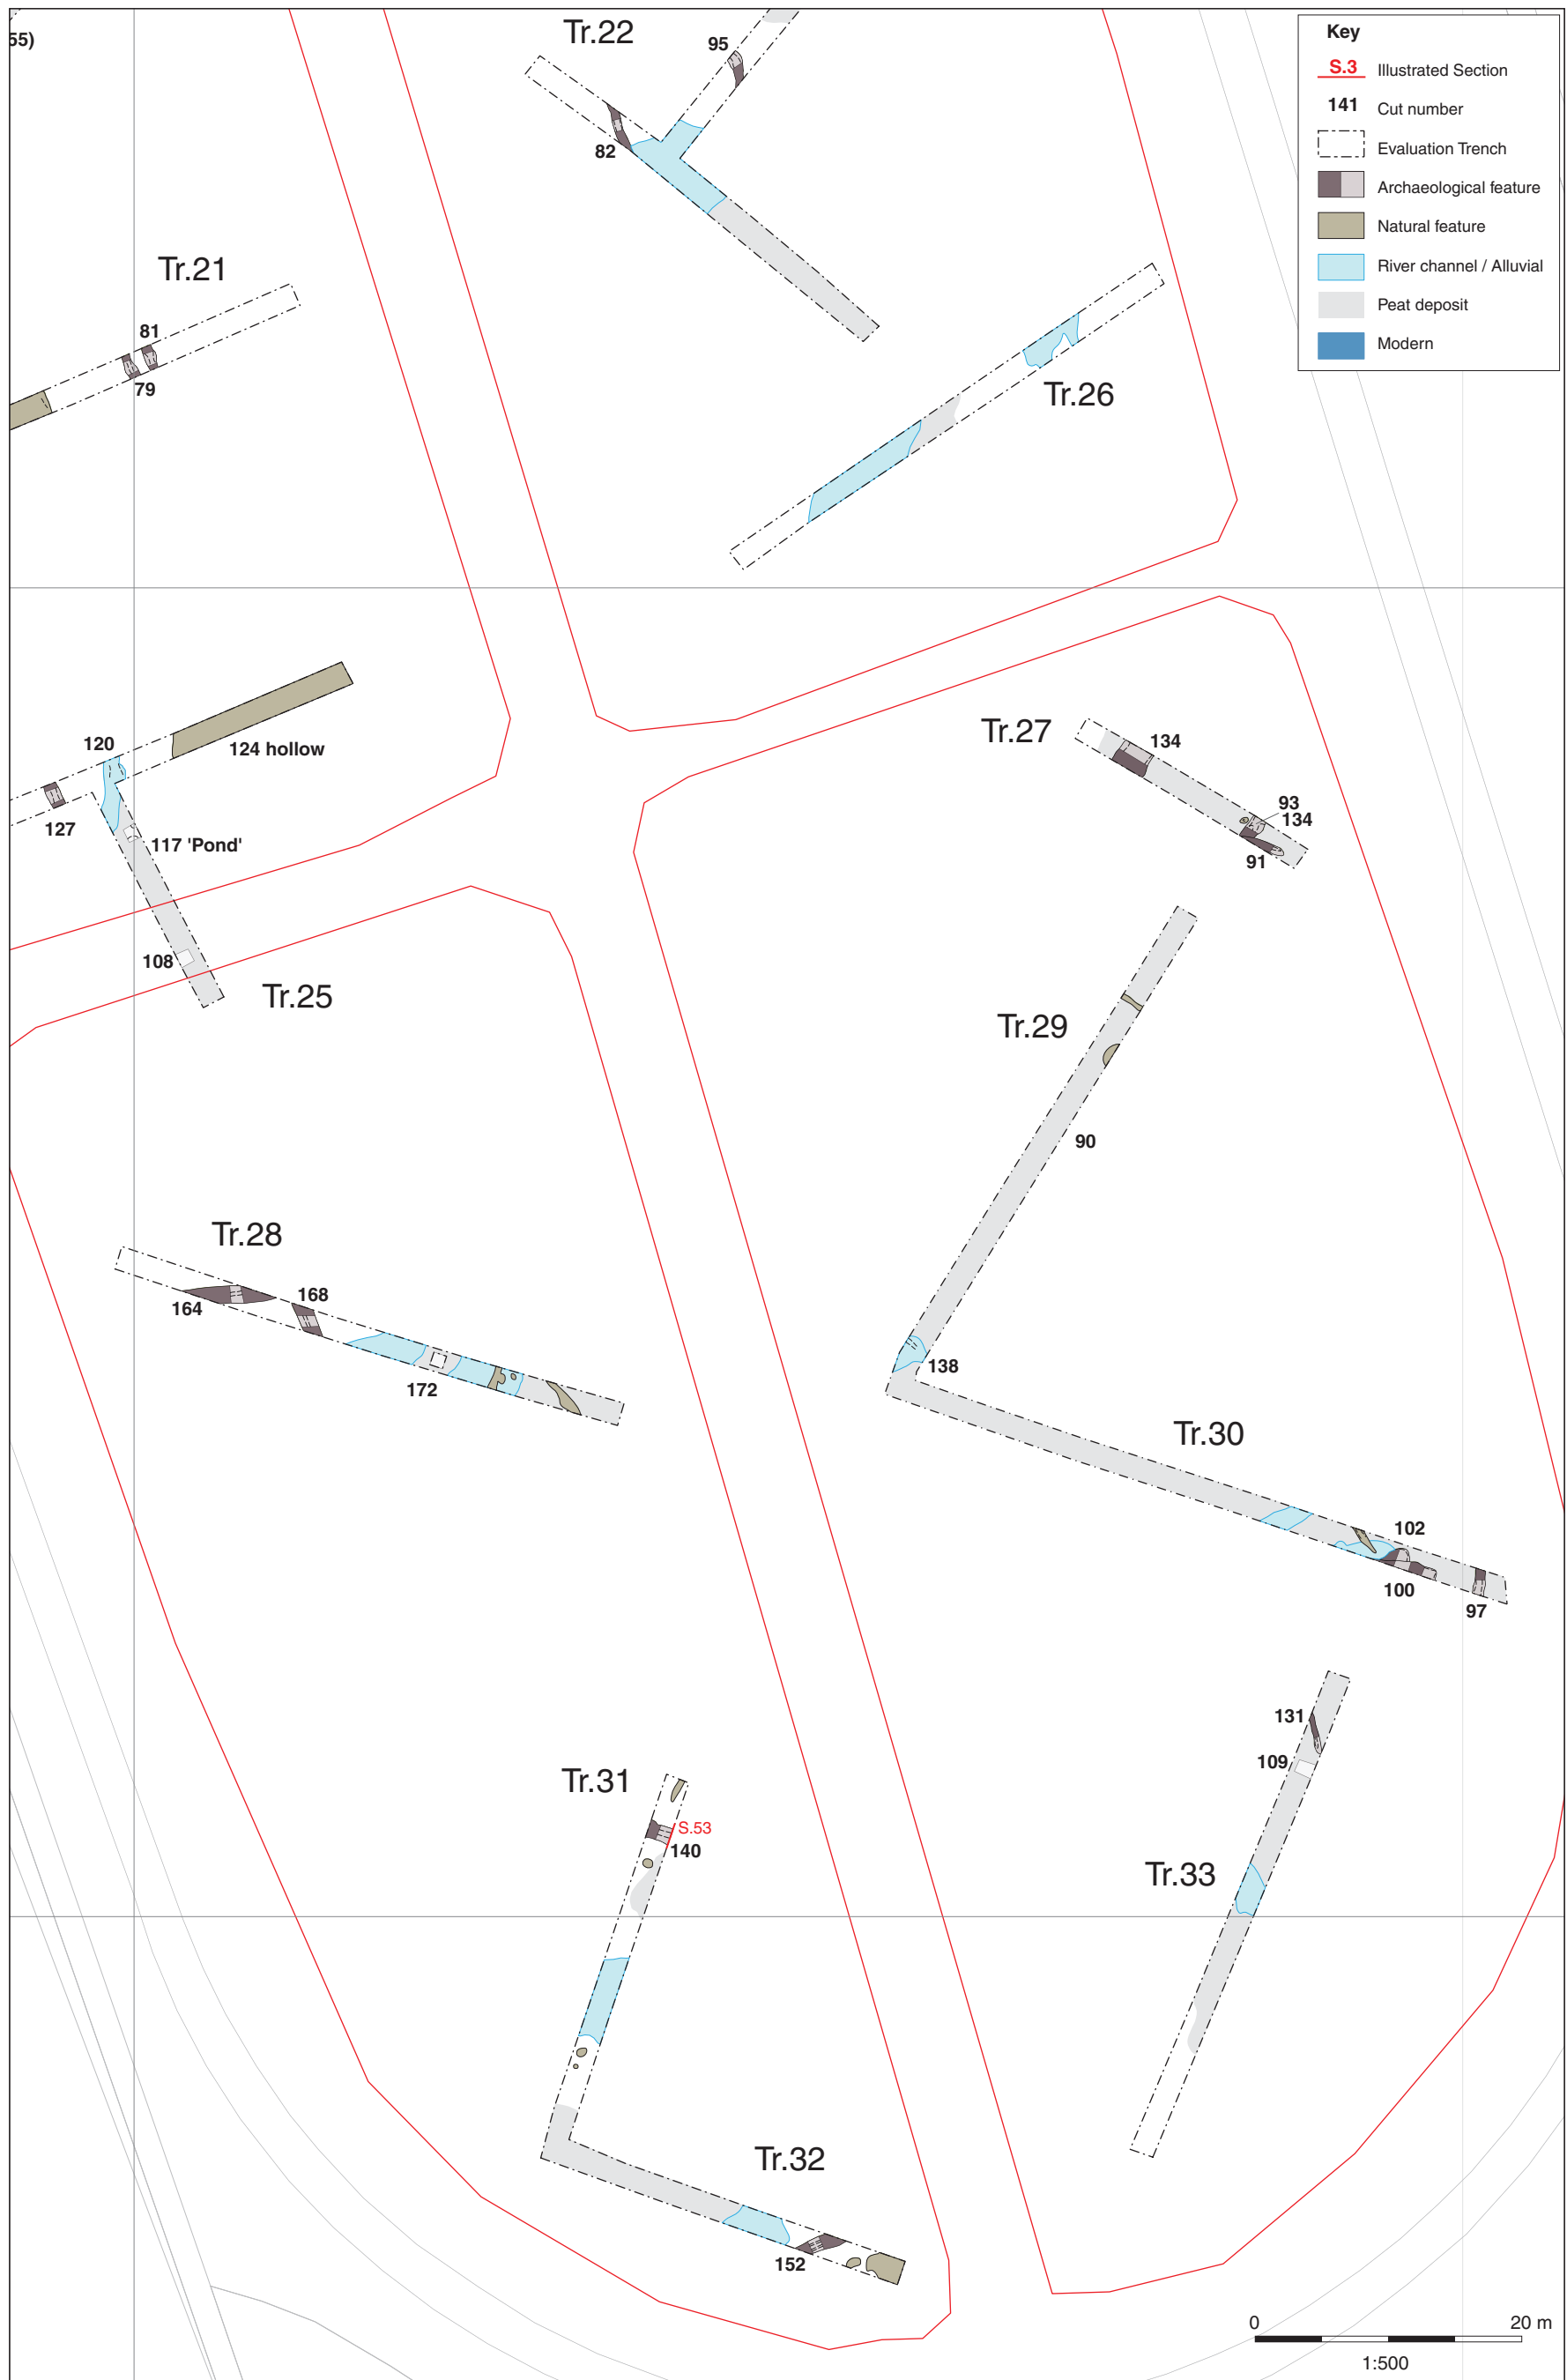 55)
Tr.22
95
82
Key
S.3 Illustrated Section
141 Cut number
Evaluation Trench
Archaeological feature
Natural feature
River channel / Alluvial
Peat deposit
Modern
Tr.21
81
79
Tr.26
120
124 hollow
127
117 'Pond'
108
Tr.25
Tr.27
134
93
134
91
Tr.29
90
138
Tr.28
164
168
172
Tr.30
102
100
97
131
109
Tr.31
S.53
140
Tr.33
Tr.32
152
0 20 m
1:500